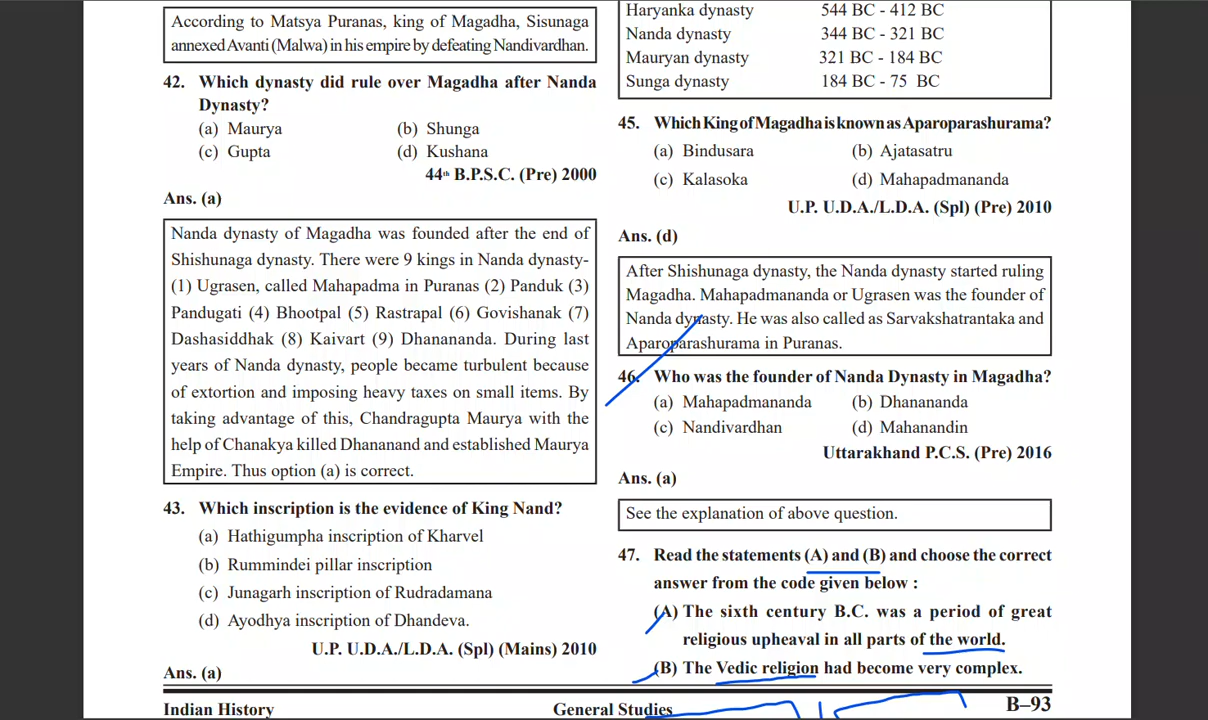 According to Matsya Puranas, king of Magadha, Sisunaga
annexed Avanti (Malwa) in his empire by defeating Nandivardhan.
42. Which dynasty did rule over Magadha after Nanda
Dynasty?
(a) Maurya (b) Shunga
(c) Gupta (d) Kushana
44th B.P.S.C. (Pre) 2000
Ans. (a)
Nanda dynasty of Magadha was founded after the end of
Shishunaga dynasty. There were 9 kings in Nanda dynasty-
(1) Ugrasen, called Mahapadma in Puranas (2) Panduk (3)
Pandugati (4) Bhootpal (5) Rastrapal (6) Govishanak (7)
Dashasiddhak (8) Kaivart (9) Dhanananda. During last
years of Nanda dynasty, people became turbulent because
of extortion and imposing heavy taxes on small items. By
taking advantage of this, Chandragupta Maurya with the
help of Chanakya killed Dhananand and established Maurya
Empire. Thus option (a) is correct.
43. Which inscription is the evidence of King Nand?
(a) Hathigumpha inscription of Kharvel
(b) Rummindei pillar inscription
(c) Junagarh inscription of Rudradamana
(d) Ayodhya inscription of Dhandeva.
U.P. U.D.A./L.D.A. (Spl) (Mains) 2010
Ans. (a)
Haryanka dynasty 544 BC - 412 BC
Nanda dynasty 344 BC - 321 BC
Mauryan dynasty 321 BC - 184 BC
Sunga dynasty 184 BC - 75 BC
45. Which King of Magadha is known as Aparoparashurama?
(a) Bindusara (b) Ajatasatru
(c) Kalasoka (d) Mahapadmananda
U.P. U.D.A./L.D.A. (Spl) (Pre) 2010
Ans. (d)
After Shishunaga dynasty, the Nanda dynasty started ruling
Magadha. Mahapadmananda or Ugrasen was the founder of
Nanda dynasty. He was also called as Sarvakshatrantaka and
Aparoparashurama in Puranas.
46. Who was the founder of Nanda Dynasty in Magadha?
(a) Mahapadmananda (b) Dhanananda
(c) Nandivardhan (d) Mahanandin
Uttarakhand P.C.S. (Pre) 2016
Ans. (a)
See the explanation of above question.
47. Read the statements (A) and (B) and choose the correct
answer from the code given below :
(A) The sixth century B.C. was a period of great
religious upheaval in all parts of the world.
(B) The Vedic religion had become very complex.
Indian History General Studies B–93